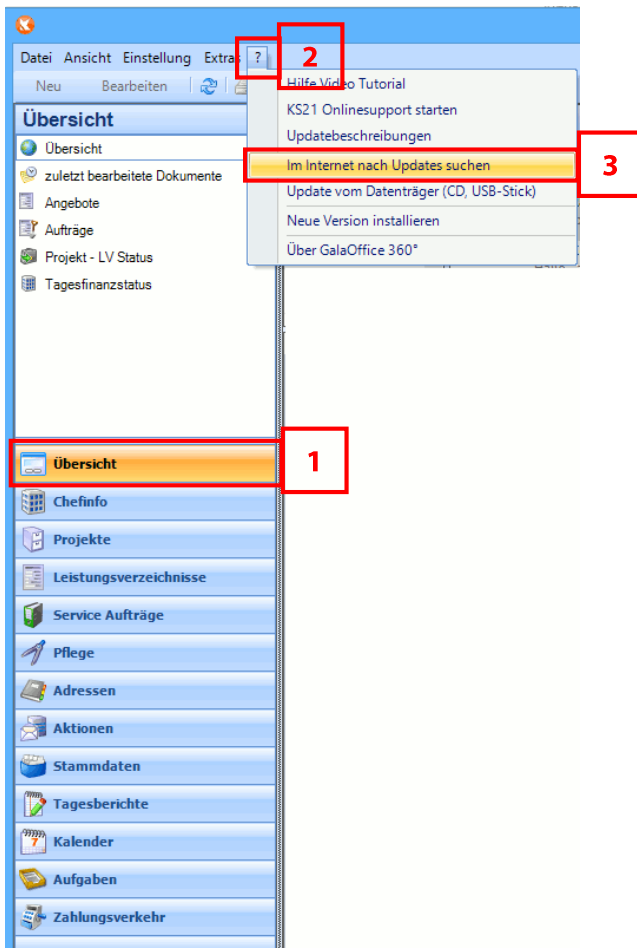 Datei Ansicht Einstellung Extras ?
2
Neu Bearbeiten
Hilfe Video Tutorial
KS21 Onlinesupport starten
Updatebeschreibungen
Im Internet nach Updates suchen
3
Update vom Datenträger (CD, USB-Stick)
Neue Version installieren
Über GalaOffice 360°
Übersicht
Übersicht
zuletzt bearbeitete Dokumente
Angebote
Aufträge
Projekt - LV Status
Tagesfinanzstatus
Übersicht
1
Chefinfo
Projekte
Leistungsverzeichnisse
Service Aufträge
Pflege
Adressen
Aktionen
Stammdaten
Tagesberichte
7
Kalender
Aufgaben
Zahlungsverkehr